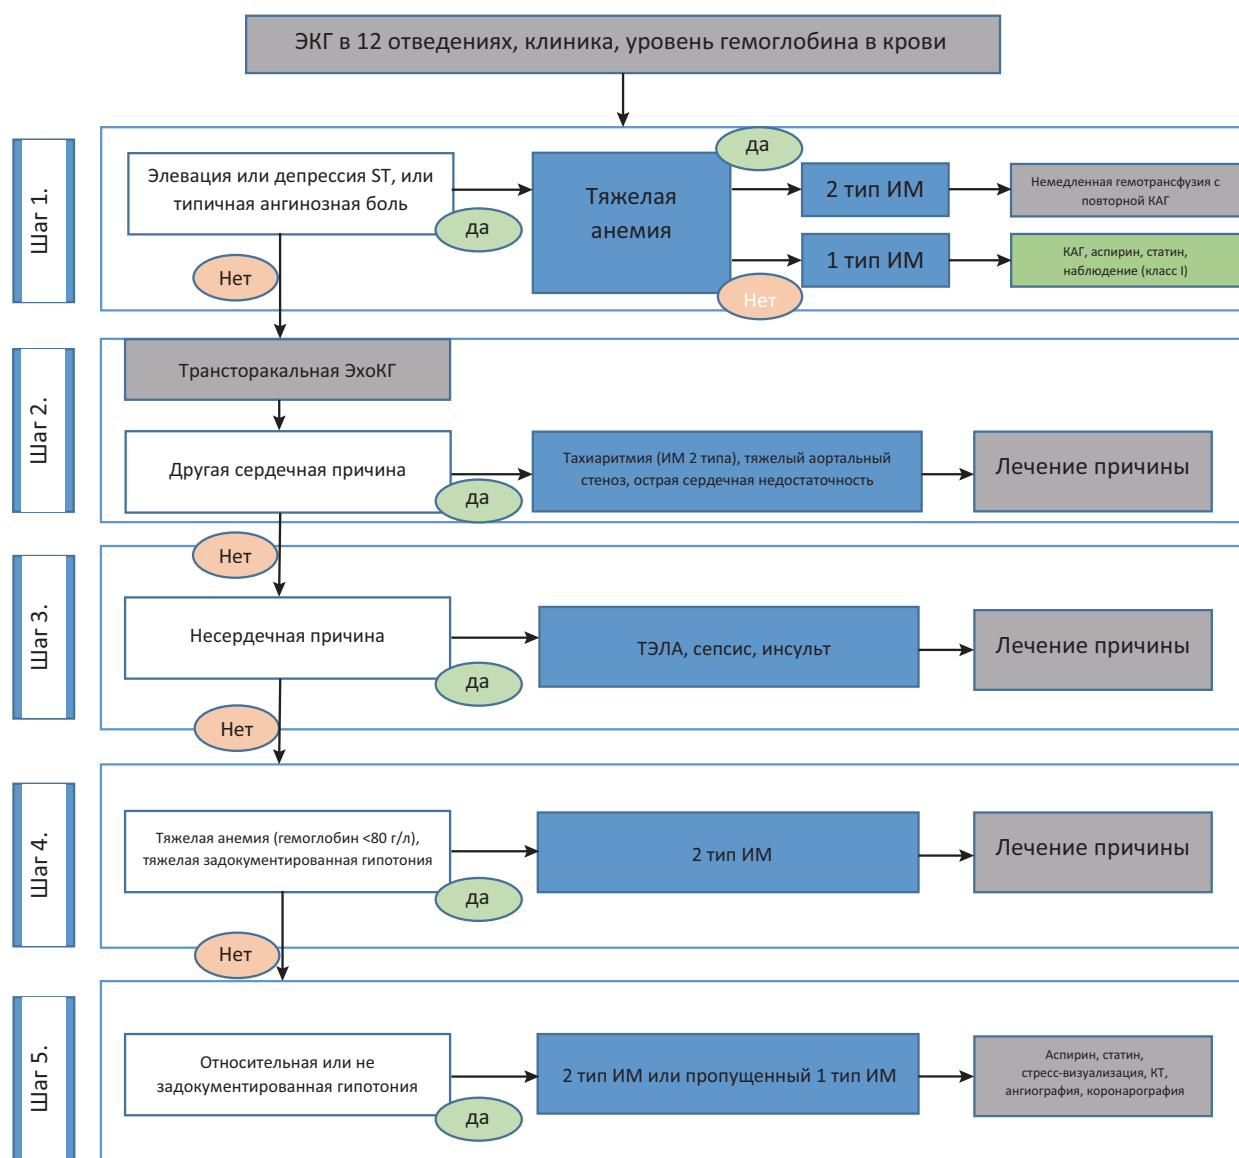 ЭКГ в 12 отведениях, клиника, уровень гемоглобина в крови
Шаг 1.
Элевация или депрессия ST, или
типичная ангинозная боль
да
Нет
Тяжелая
анемия
да
Нет
2 тип ИМ
Немедленная гемотрансфузия с
повторной КАГ
1 тип ИМ
КАГ, аспирин, статин,
наблюдение (класс I)
Шаг 2.
Трансторакальная ЭхоКГ
Другая сердечная причина
да
Нет
Тахиаритмия (ИМ 2 типа), тяжелый аортальный
стеноз, острая сердечная недостаточность
Лечение причины
Шаг 3.
Несердечная причина
да
Нет
ТЭЛА, сепсис, инсульт
Лечение причины
Шаг 4.
Тяжелая анемия (гемоглобин <80 г/л),
тяжелая задокументированная гипотония
да
Нет
2 тип ИМ
Лечение причины
Шаг 5.
Относительная или не
задокументированная гипотония
да
2 тип ИМ или пропущенный 1 тип ИМ
Аспирин, статин,
стресс-визуализация, КТ,
ангиография, коронарография